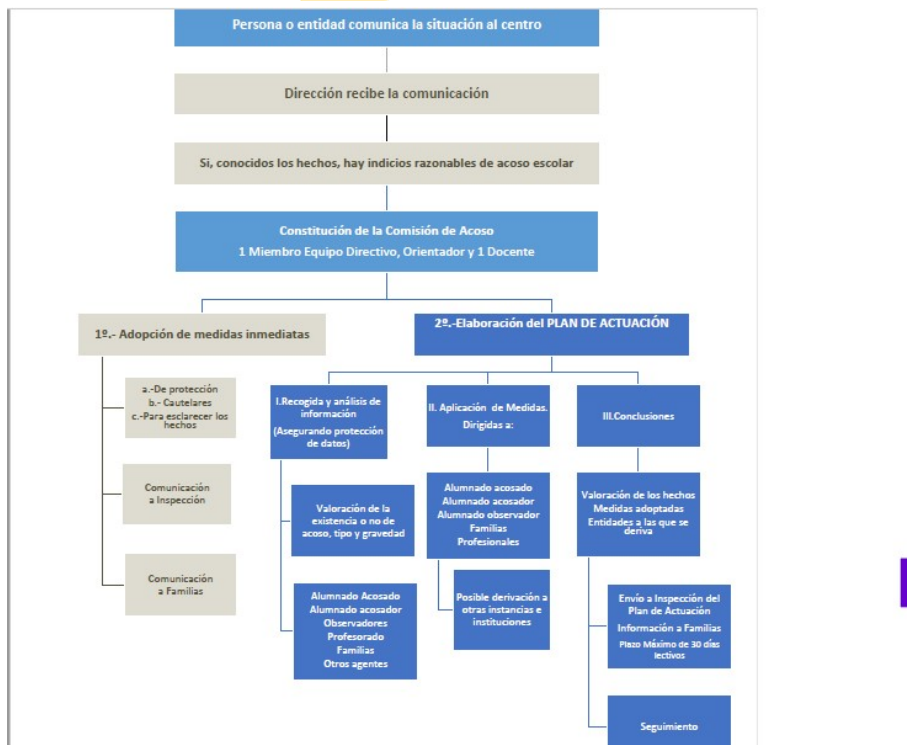 Persona o entidad comunica la situación al centro
Dirección recibe la comunicación
Si, conocidos los hechos, hay indicios razonables de acoso escolar
Constitución de la Comisión de Acoso
1 Miembro Equipo Directivo, Orientador y 1 Docente
1º.- Adopción de medidas inmediatas
a.-De protección
b.- Cautelares
c.-Para esclarecer los
hechos
Comunicación
a Inspección
Comunicación
a Familias
2º.-Elaboración del PLAN DE ACTUACIÓN
I.Recogida y análisis de
información
(Asegurando protección
de datos)
Valoración de la
existencia o no de
acoso, tipo y gravedad
Alumnado Acosado
Alumnado acosador
Observadores
Profesorado
Familias
Otros agentes
II. Aplicación de Medidas.
Dirigidas a:
Alumnado acosado
Alumnado acosador
Alumnado observador
Familias
Profesionales
Posible derivación a
otras instancias e
instituciones
III.Conclusiones
Valoración de los hechos
Medidas adoptadas
Entidades a las que se
deriva
Envío a Inspección del
Plan de Actuación
Información a Familias
Plazo Máximo de 30 días
lectivos
Seguimiento